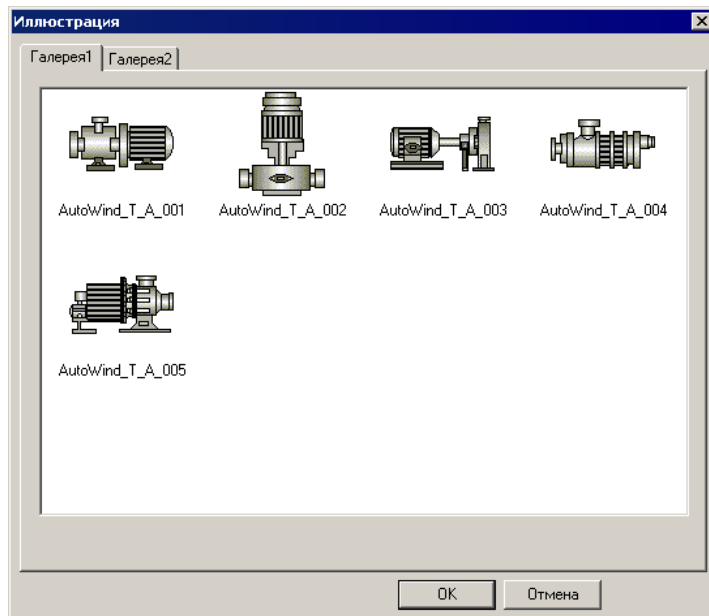 Иллюстрация
Галерея1 Галерея2
AutoWind_T_A_001 AutoWind_T_A_002 AutoWind_T_A_003 AutoWind_T_A_004
AutoWind_T_A_005
OK Отмена